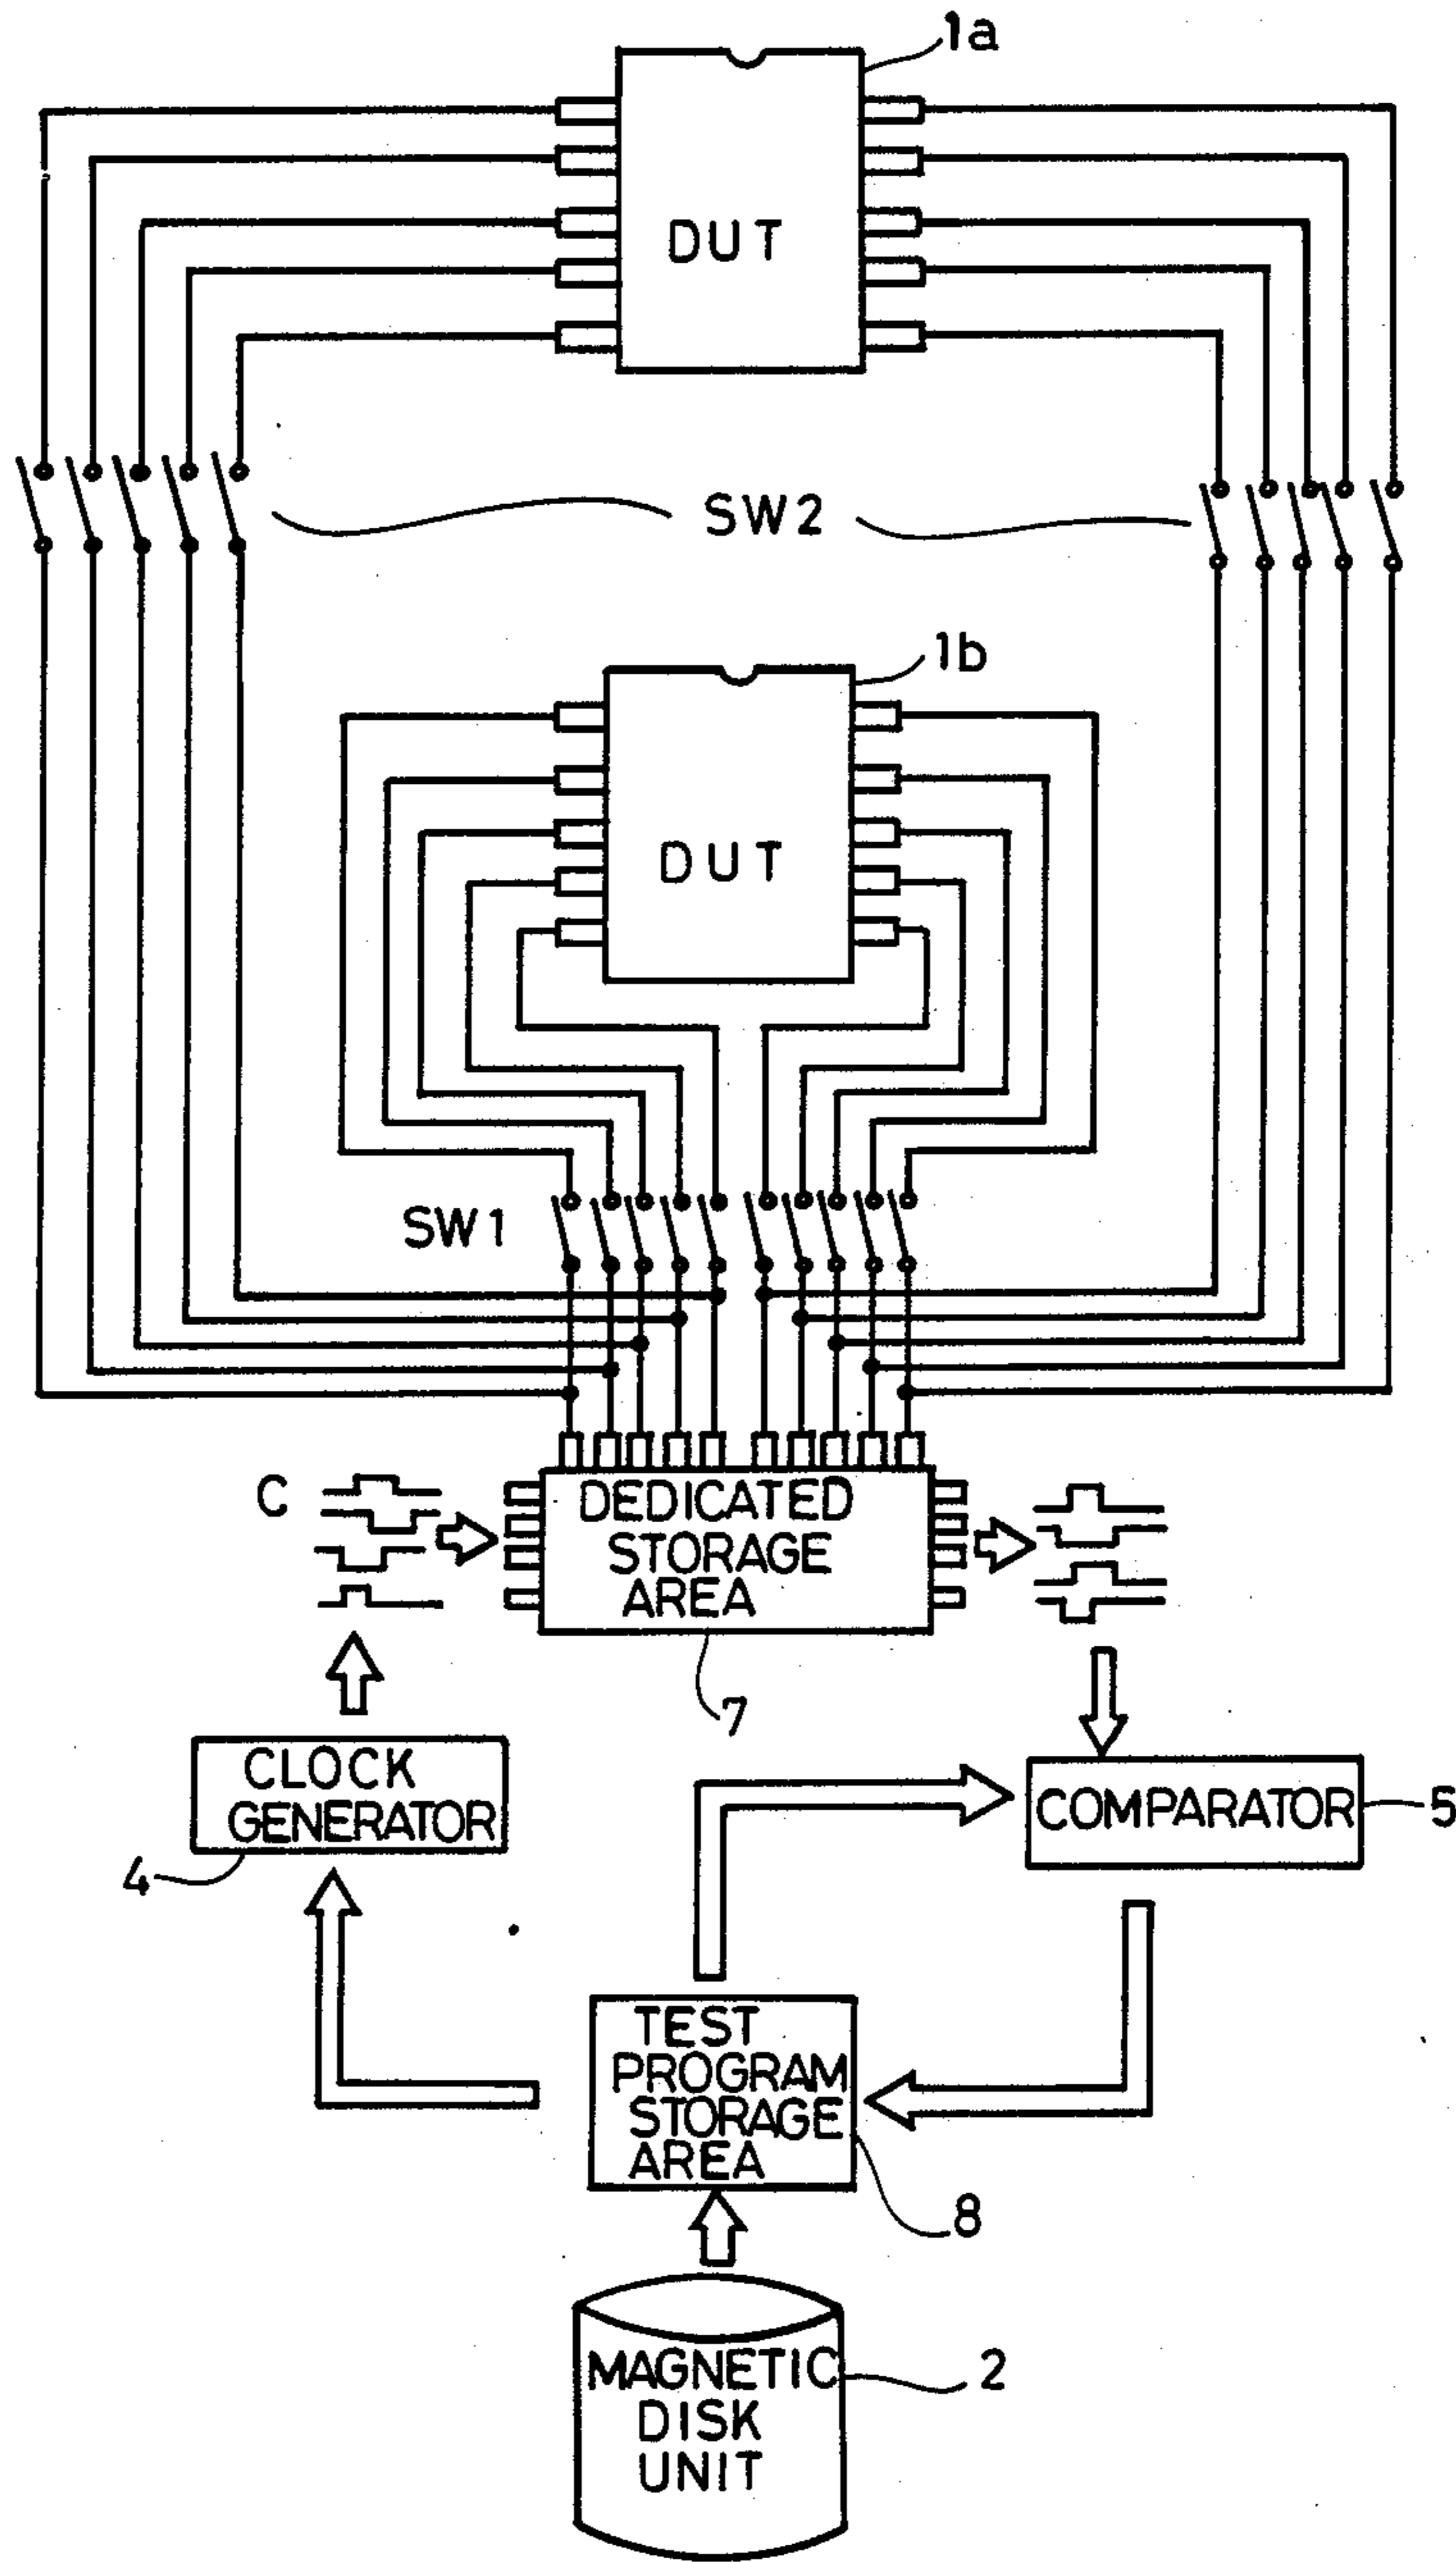 1a
DUT
SW2
1b
DUT
SW1
C
DEDICATED
STORAGE
AREA
7
CLOCK
GENERATOR
4
COMPARATOR
5
TEST
PROGRAM
STORAGE
AREA
8
MAGNETIC
DISK
UNIT
2